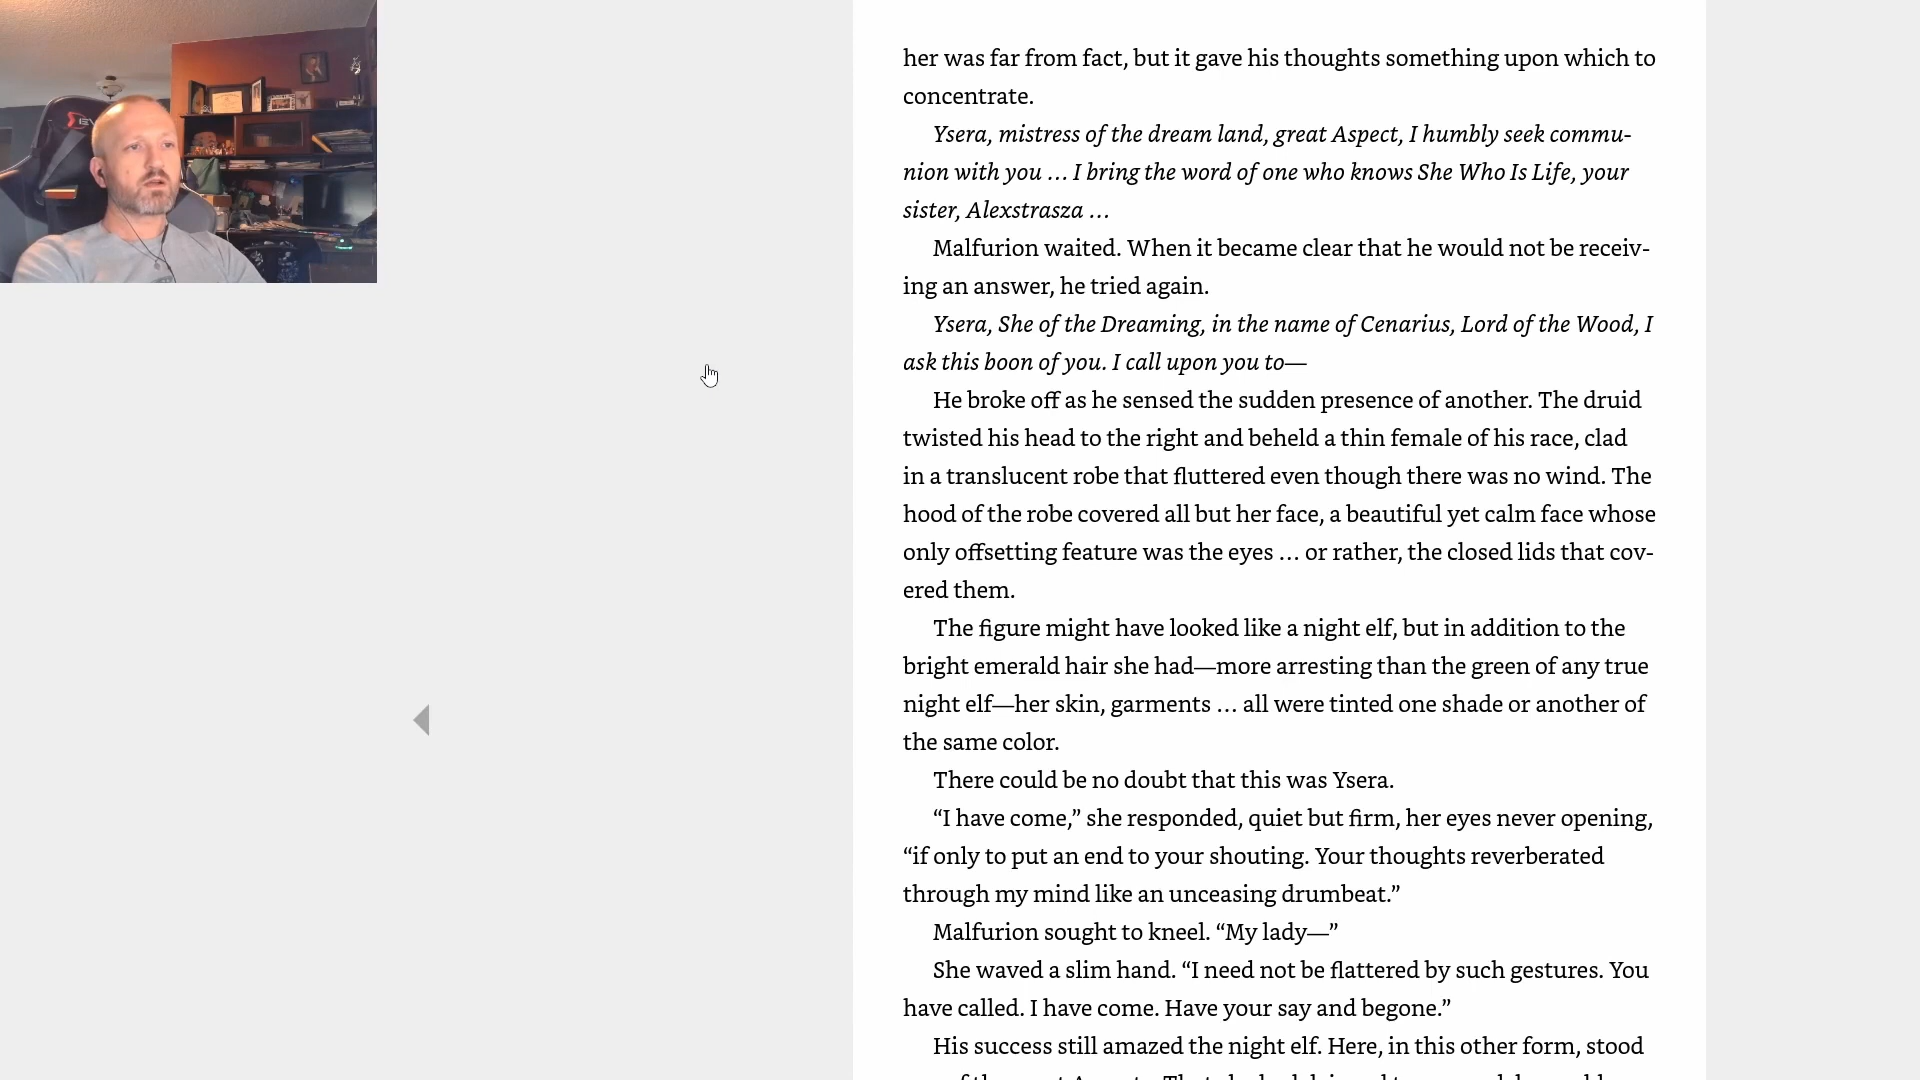 her was far from fact, but it gave his thoughts something upon which to
concentrate.
Ysera, mistress of the dream land, great Aspect, I humbly seek commu-
nion with you … I bring the word of one who knows She Who Is Life, your
sister, Alexstrasza …
Malfurion waited. When it became clear that he would not be receiv-
ing an answer, he tried again.
Ysera, She of the Dreaming, in the name of Cenarius, Lord of the Wood, I
ask this boon of you. I call upon you to—
He broke off as he sensed the sudden presence of another. The druid
twisted his head to the right and beheld a thin female of his race, clad
in a translucent robe that fluttered even though there was no wind. The
hood of the robe covered all but her face, a beautiful yet calm face whose
only offsetting feature was the eyes … or rather, the closed lids that cov-
ered them.
The figure might have looked like a night elf, but in addition to the
bright emerald hair she had—more arresting than the green of any true
night elf—her skin, garments … all were tinted one shade or another of
the same color.
There could be no doubt that this was Ysera.
“I have come,” she responded, quiet but firm, her eyes never opening,
“if only to put an end to your shouting. Your thoughts reverberated
through my mind like an unceasing drumbeat.”
Malfurion sought to kneel. “My lady—”
She waved a slim hand. “I need not be flattered by such gestures. You
have called. I have come. Have your say and begone.”
His success still amazed the night elf. Here, in this other form, stood